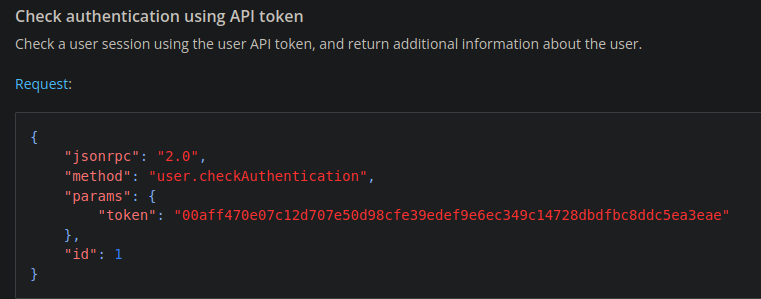 Check authentication using API token
Check a user session using the user API token, and return additional information about the user.
Request:
{
    "jsonrpc": "2.0",
    "method": "user.checkAuthentication",
    "params": {
        "token": "00aff470e07c12d707e50d98cfe39edef9e6ec349c14728dbdfbc8ddc5ea3eae"
    },
    "id": 1
}